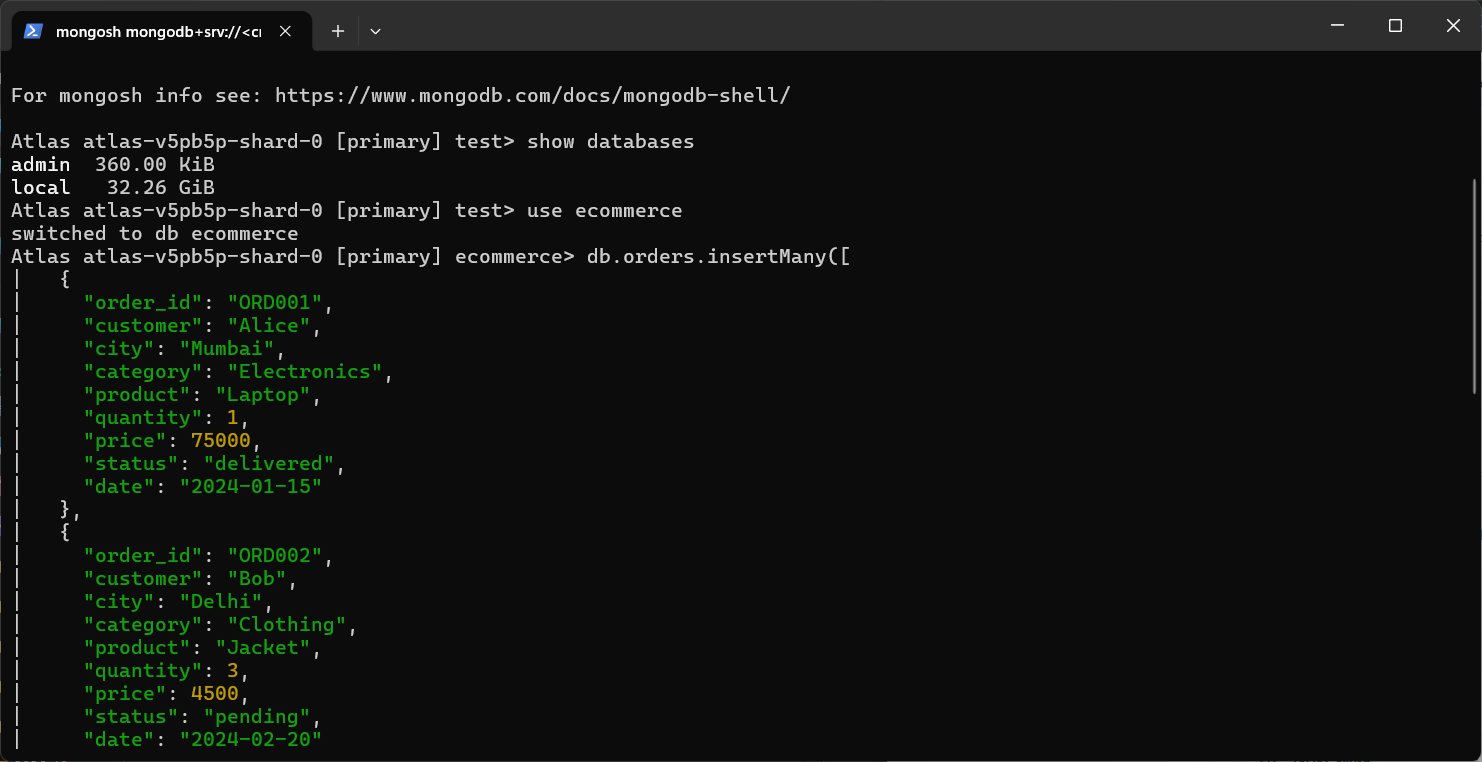 mongosh mongodb+srv://<cr
For mongosh info see: https://www.mongodb.com/docs/mongodb-shell/
Atlas atlas-v5pb5p-shard-0 [primary] test> show databases
admin  360.00 KiB
local   32.26 GiB
Atlas atlas-v5pb5p-shard-0 [primary] test> use ecommerce
switched to db ecommerce
Atlas atlas-v5pb5p-shard-0 [primary] ecommerce> db.orders.insertMany([
|   {
|     "order_id": "ORD001",
|     "customer": "Alice",
|     "city": "Mumbai",
|     "category": "Electronics",
|     "product": "Laptop",
|     "quantity": 1,
|     "price": 75000,
|     "status": "delivered",
|     "date": "2024-01-15"
|   },
|   {
|     "order_id": "ORD002",
|     "customer": "Bob",
|     "city": "Delhi",
|     "category": "Clothing",
|     "product": "Jacket",
|     "quantity": 3,
|     "price": 4500,
|     "status": "pending",
|     "date": "2024-02-20"